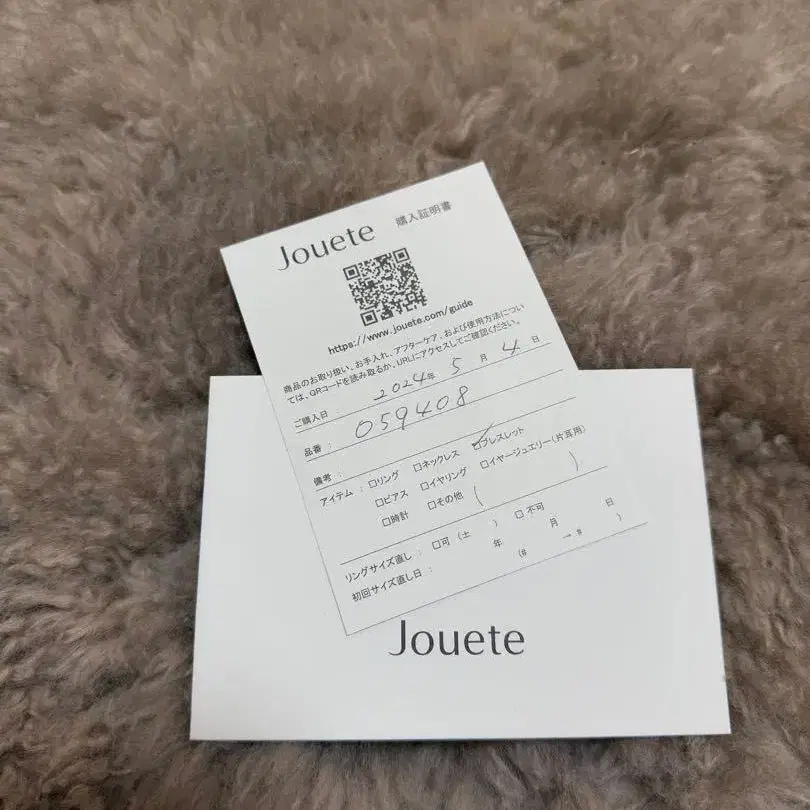 Jouete 購入証明書
https://www.jouete.com/guide
商品のお取り扱い、お手入れ、アフターケア、および使用方法につい
ては、QRコードを読み取るか、URLにアクセスしてご確認ください。
ご購入日 : 2024年 5月 4日
品番 : 059408
備考 :
アイテム : □リング □ネックレス ☑ブレスレット
□ピアス □イヤリング □イヤージュエリー(片耳用)
□時計 □その他 ( )
リングサイズ直し : □可 (± ) □不可
初回サイズ直し日 : 年 月 日
(# → # )
Jouete